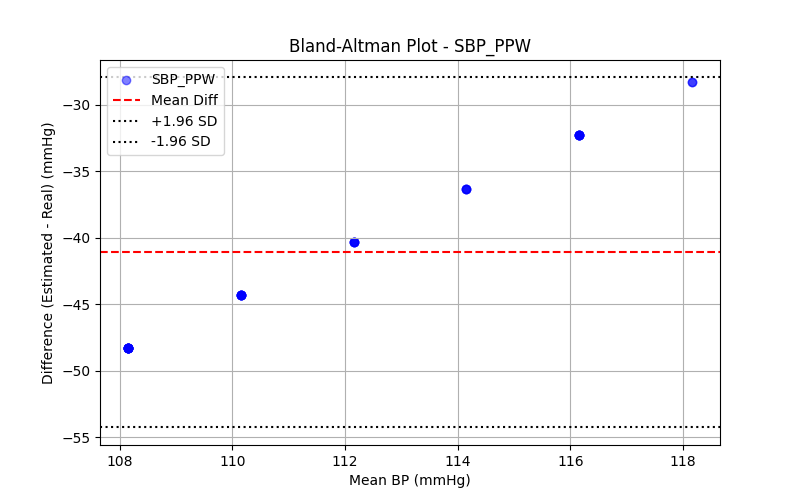 Bland-Altman Plot - SBP_PPW
SBP_PPW
Mean Diff
+1.96 SD
-1.96 SD
Difference (Estimated - Real) (mmHg)
−30
−35
−40
−45
−50
−55
108 110 112 114 116 118
Mean BP (mmHg)